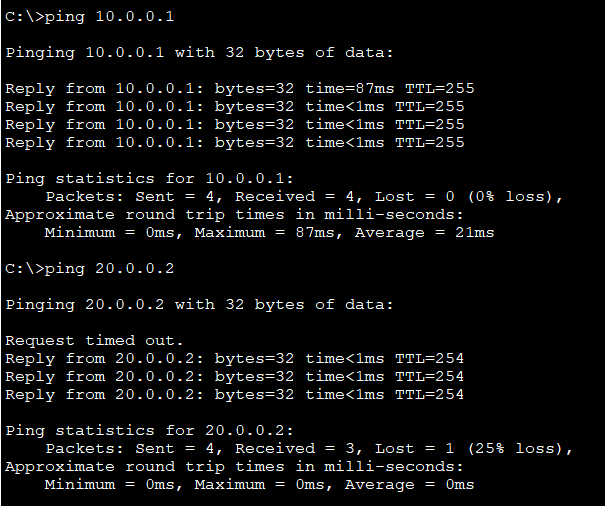 C:\>ping 10.0.0.1
Pinging 10.0.0.1 with 32 bytes of data:
Reply from 10.0.0.1: bytes=32 time=87ms TTL=255
Reply from 10.0.0.1: bytes=32 time<1ms TTL=255
Reply from 10.0.0.1: bytes=32 time<1ms TTL=255
Reply from 10.0.0.1: bytes=32 time<1ms TTL=255
Ping statistics for 10.0.0.1:
    Packets: Sent = 4, Received = 4, Lost = 0 (0% loss),
Approximate round trip times in milli-seconds:
    Minimum = 0ms, Maximum = 87ms, Average = 21ms
C:\>ping 20.0.0.2
Pinging 20.0.0.2 with 32 bytes of data:
Request timed out.
Reply from 20.0.0.2: bytes=32 time<1ms TTL=254
Reply from 20.0.0.2: bytes=32 time<1ms TTL=254
Reply from 20.0.0.2: bytes=32 time<1ms TTL=254
Ping statistics for 20.0.0.2:
    Packets: Sent = 4, Received = 3, Lost = 1 (25% loss),
Approximate round trip times in milli-seconds:
    Minimum = 0ms, Maximum = 0ms, Average = 0ms